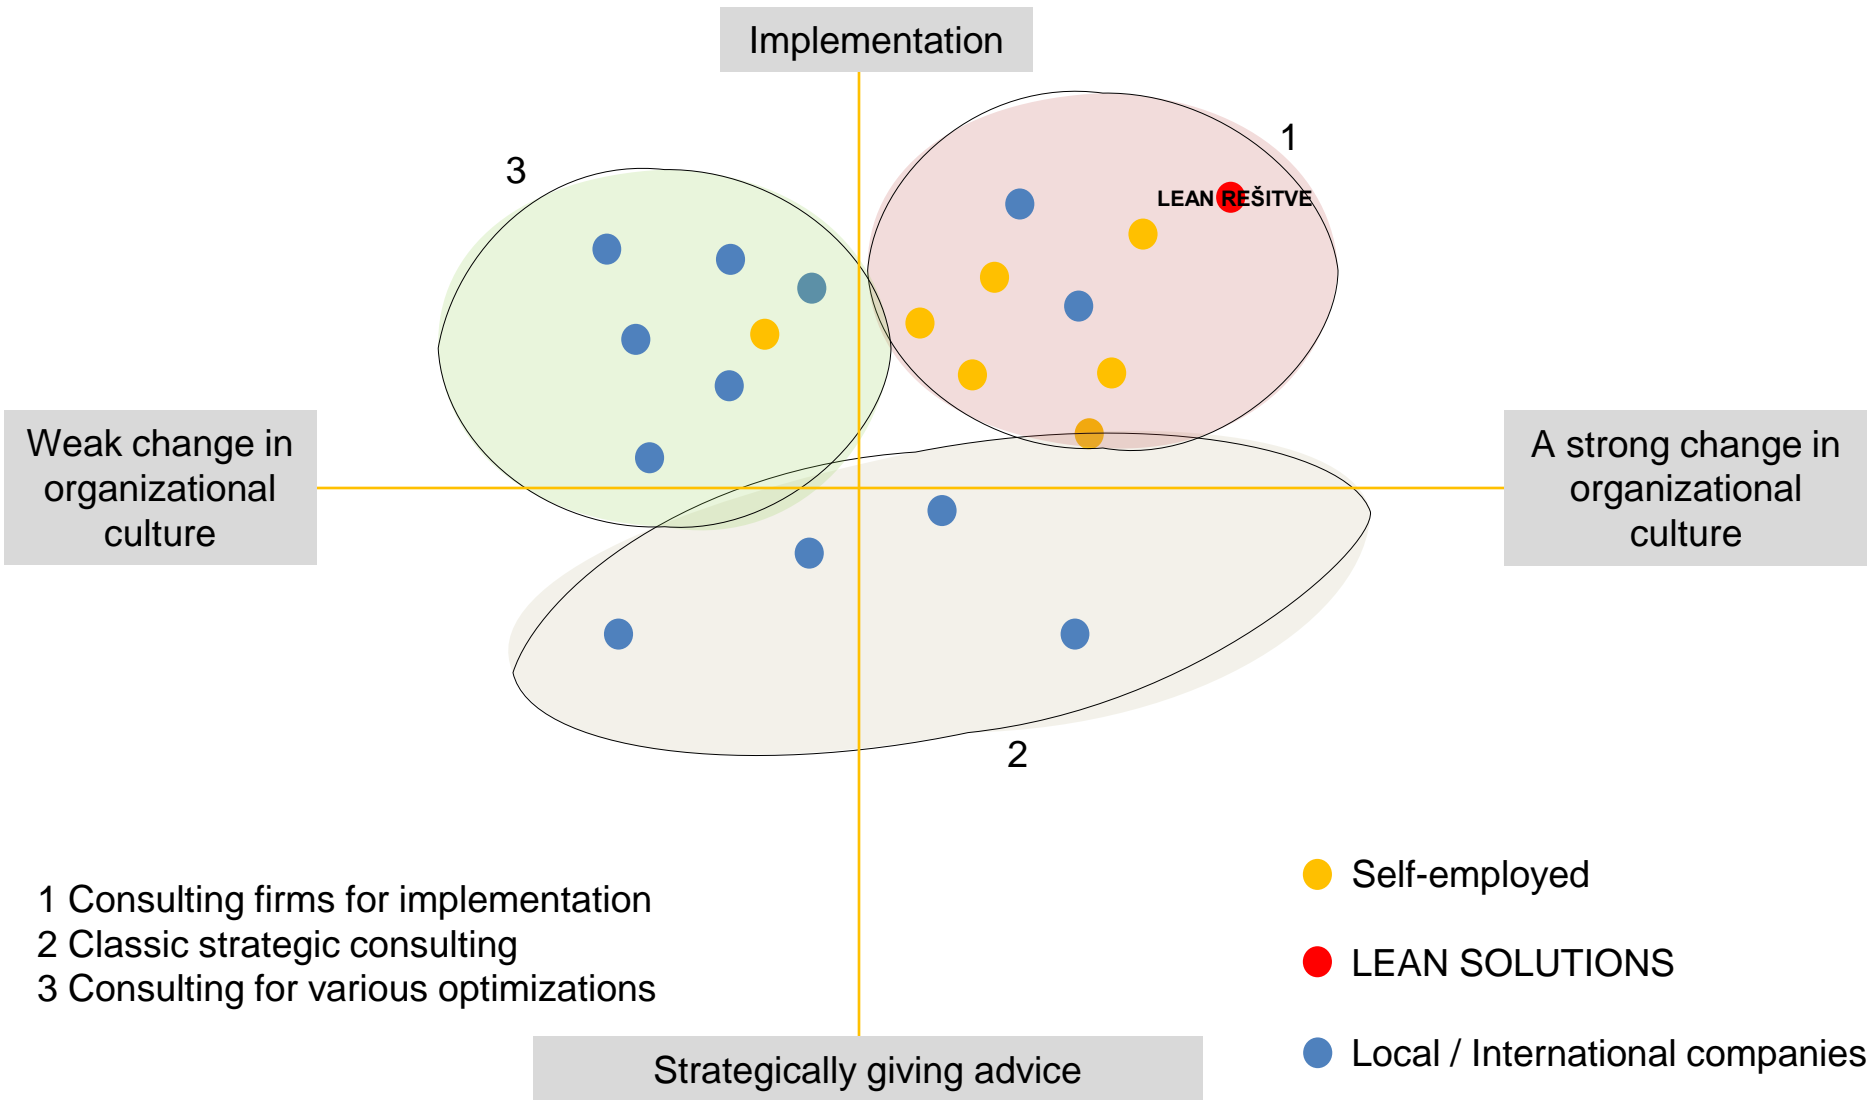 Implementation
1
3
LEAN REŠITVE
Weak change in
organizational
culture
A strong change in
organizational
culture
2
1 Consulting firms for implementation
2 Classic strategic consulting
3 Consulting for various optimizations
Self-employed
LEAN SOLUTIONS
Local / International companies
Strategically giving advice